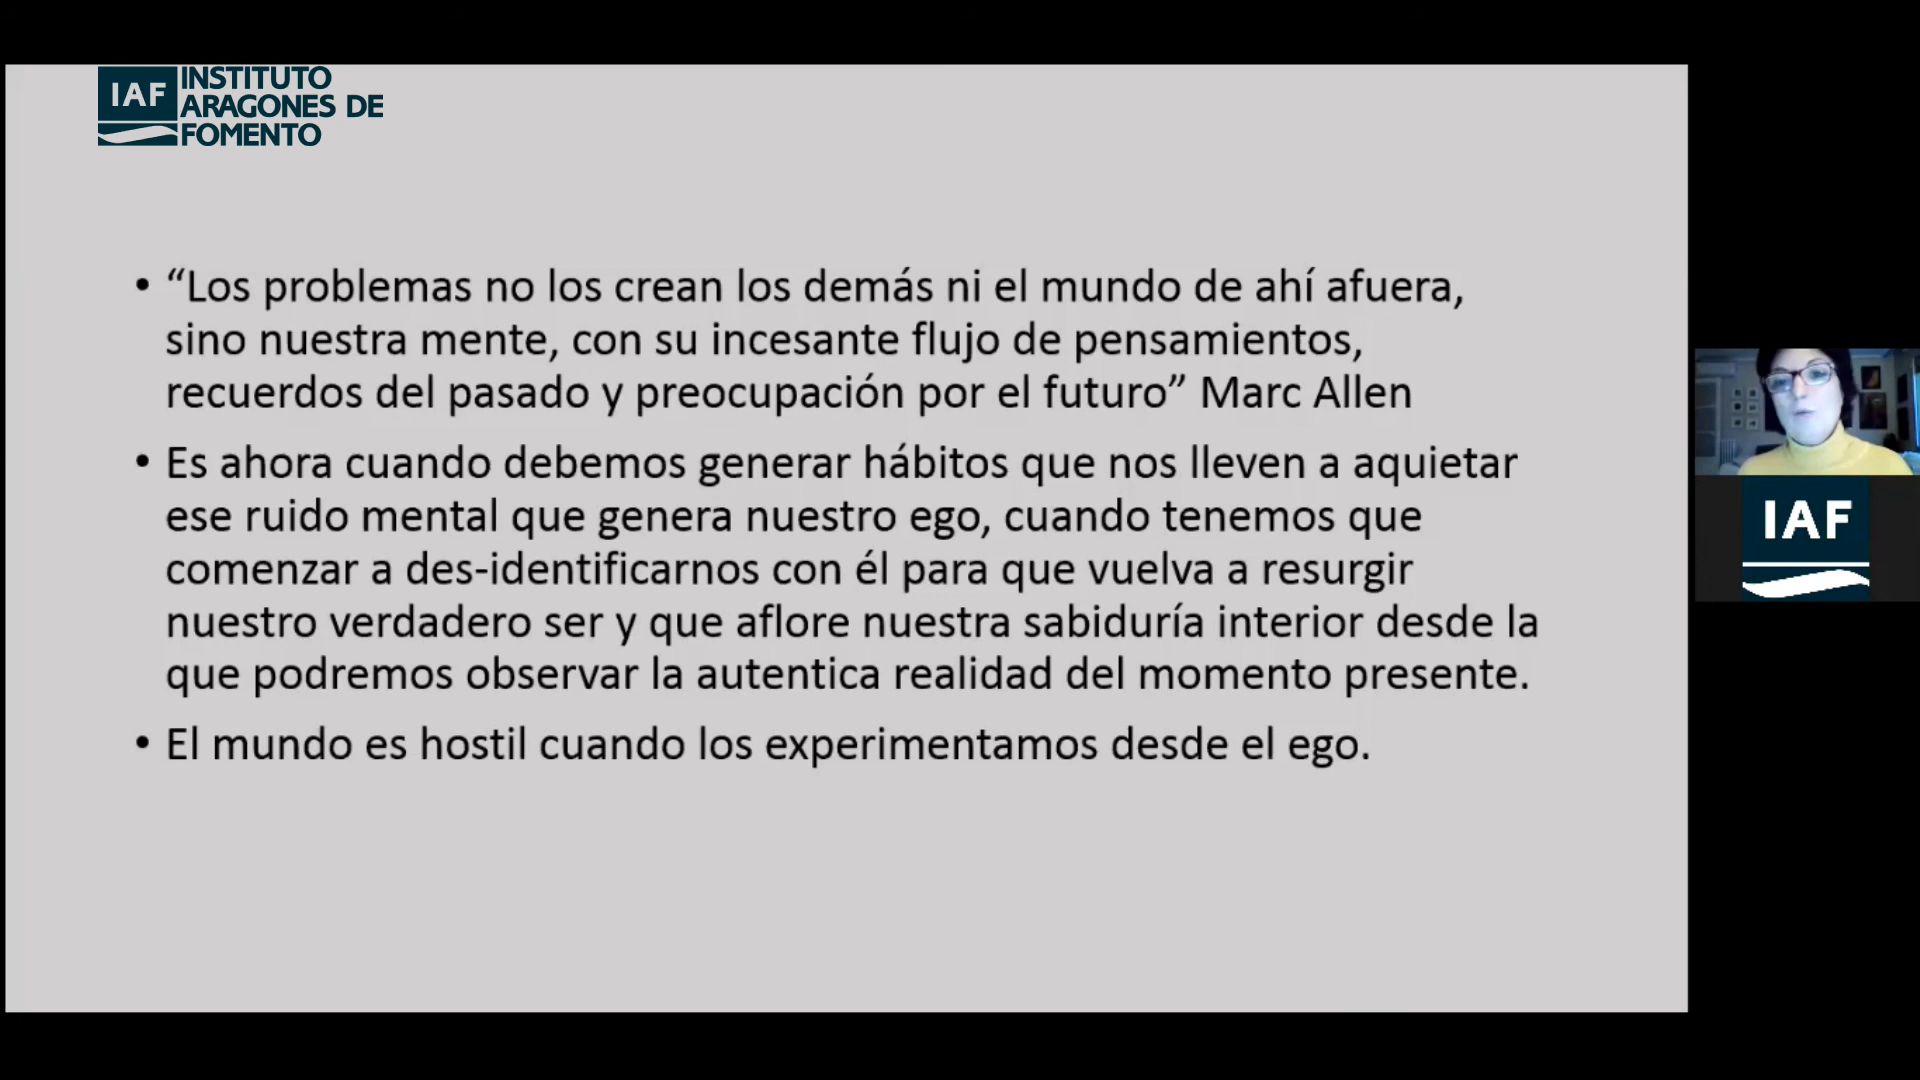 IAF INSTITUTO
ARAGONES DE
FOMENTO
• “Los problemas no los crean los demás ni el mundo de ahí afuera,
sino nuestra mente, con su incesante flujo de pensamientos,
recuerdos del pasado y preocupación por el futuro” Marc Allen
• Es ahora cuando debemos generar hábitos que nos lleven a aquietar
ese ruido mental que genera nuestro ego, cuando tenemos que
comenzar a des-identificarnos con él para que vuelva a resurgir
nuestro verdadero ser y que aflore nuestra sabiduría interior desde la
que podremos observar la autentica realidad del momento presente.
• El mundo es hostil cuando los experimentamos desde el ego.
IAF